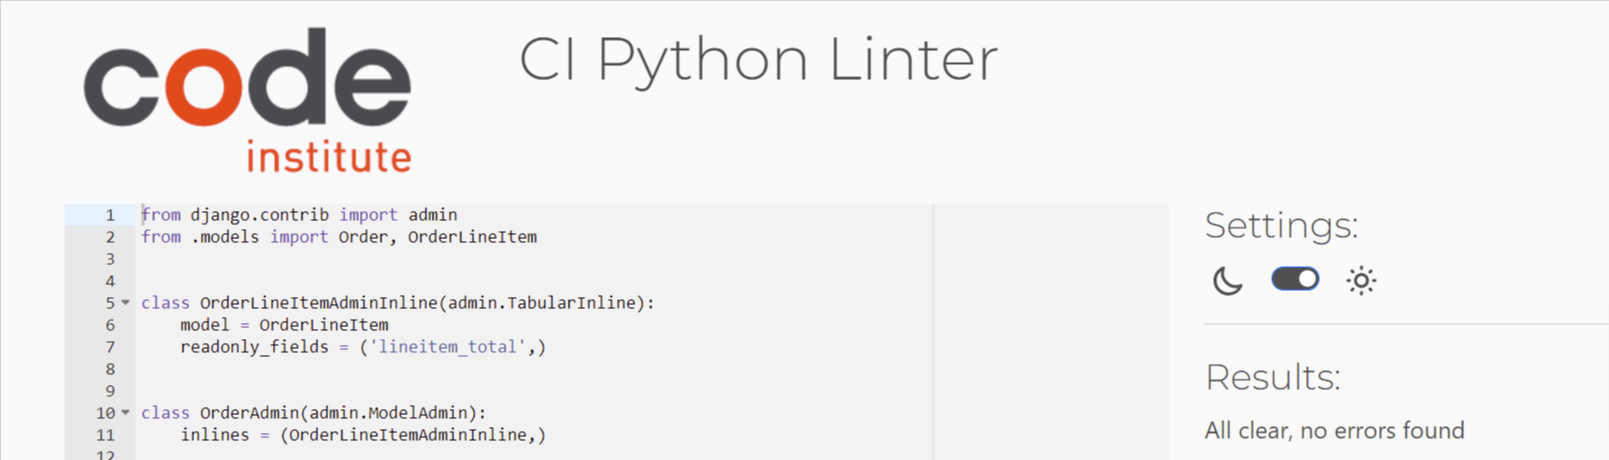 code
institute
CI Python Linter
1 from django.contrib import admin
2 from .models import Order, OrderLineItem
3
4
5 class OrderLineItemAdminInline(admin.TabularInline):
6     model = OrderLineItem
7     readonly_fields = ('lineitem_total',)
8
9
10 class OrderAdmin(admin.ModelAdmin):
11     inlines = (OrderLineItemAdminInline,)
12
Settings:
Results:
All clear, no errors found